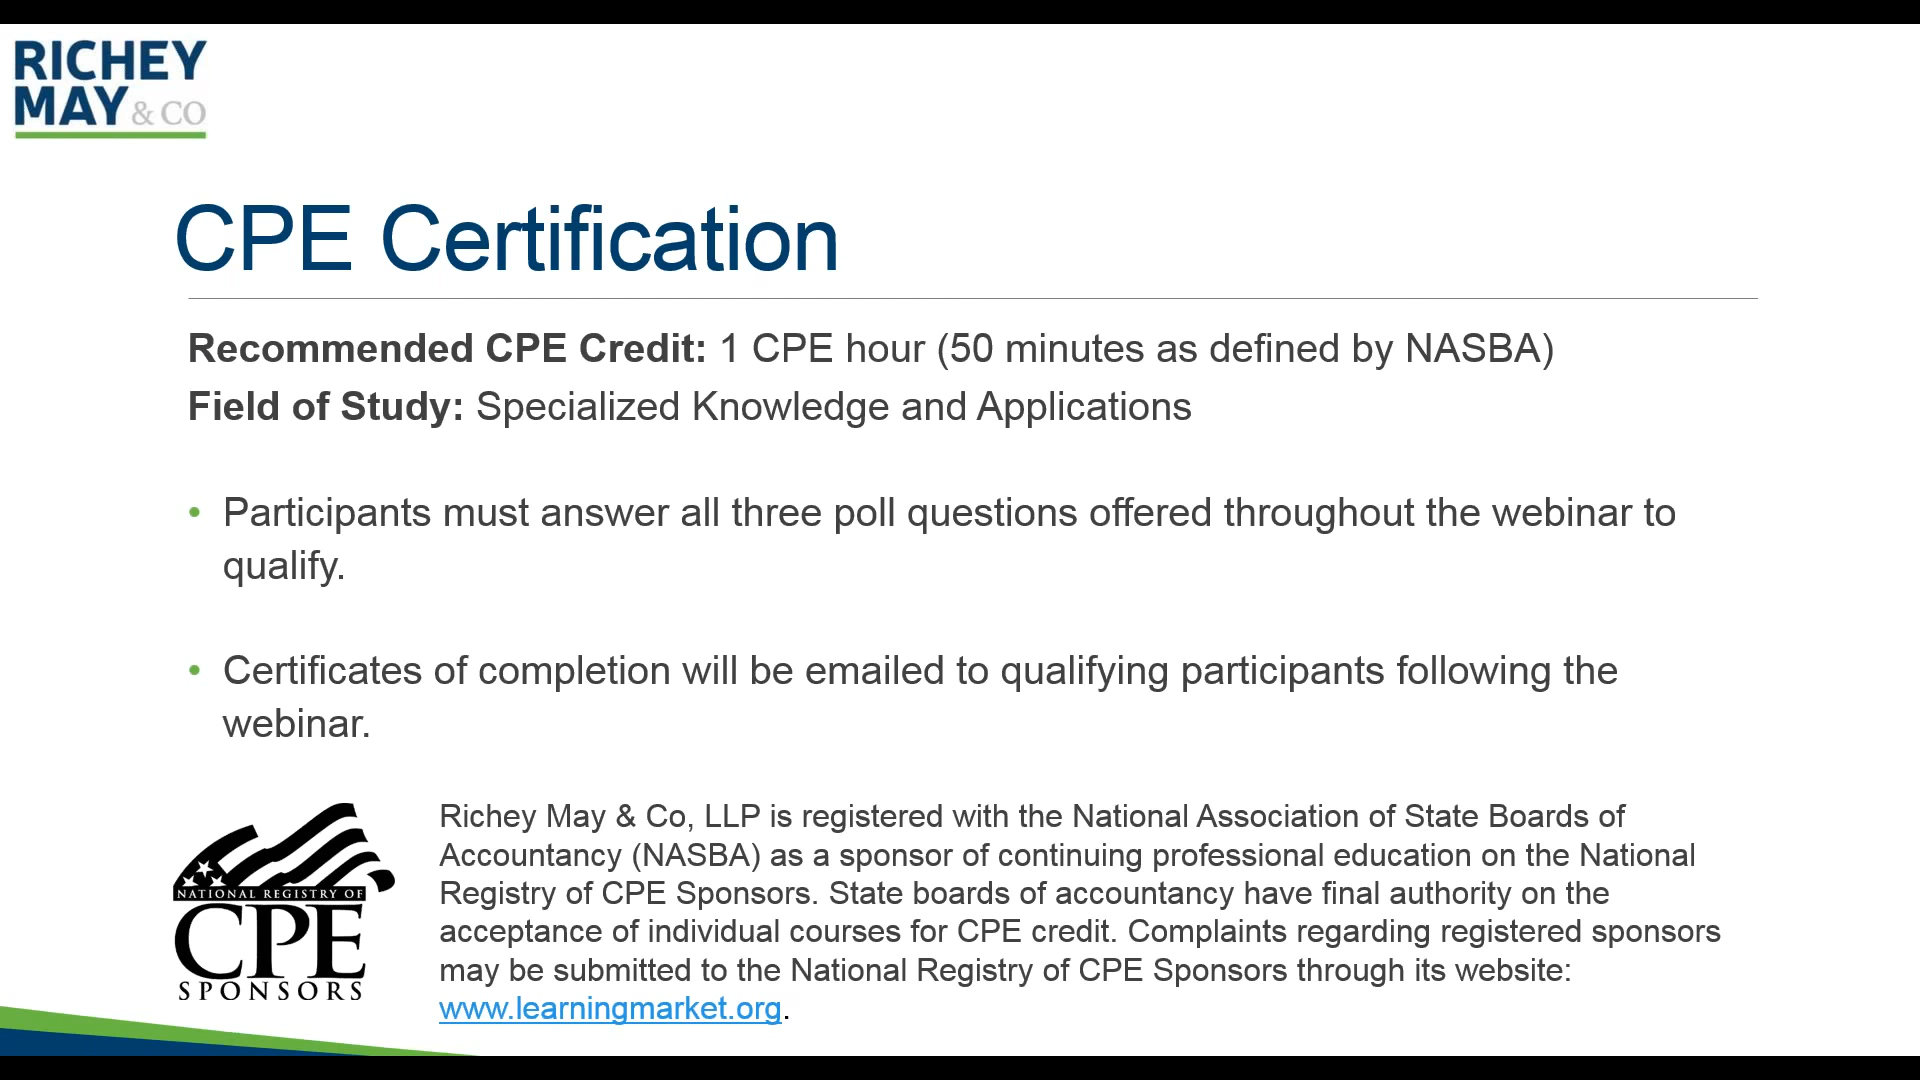 RICHEY
MAY & CO
CPE Certification
Recommended CPE Credit: 1 CPE hour (50 minutes as defined by NASBA)
Field of Study: Specialized Knowledge and Applications
• Participants must answer all three poll questions offered throughout the webinar to
qualify.
• Certificates of completion will be emailed to qualifying participants following the
webinar.
NATIONAL REGISTRY OF
CPE
SPONSORS
Richey May & Co, LLP is registered with the National Association of State Boards of
Accountancy (NASBA) as a sponsor of continuing professional education on the National
Registry of CPE Sponsors. State boards of accountancy have final authority on the
acceptance of individual courses for CPE credit. Complaints regarding registered sponsors
may be submitted to the National Registry of CPE Sponsors through its website:
www.learningmarket.org.